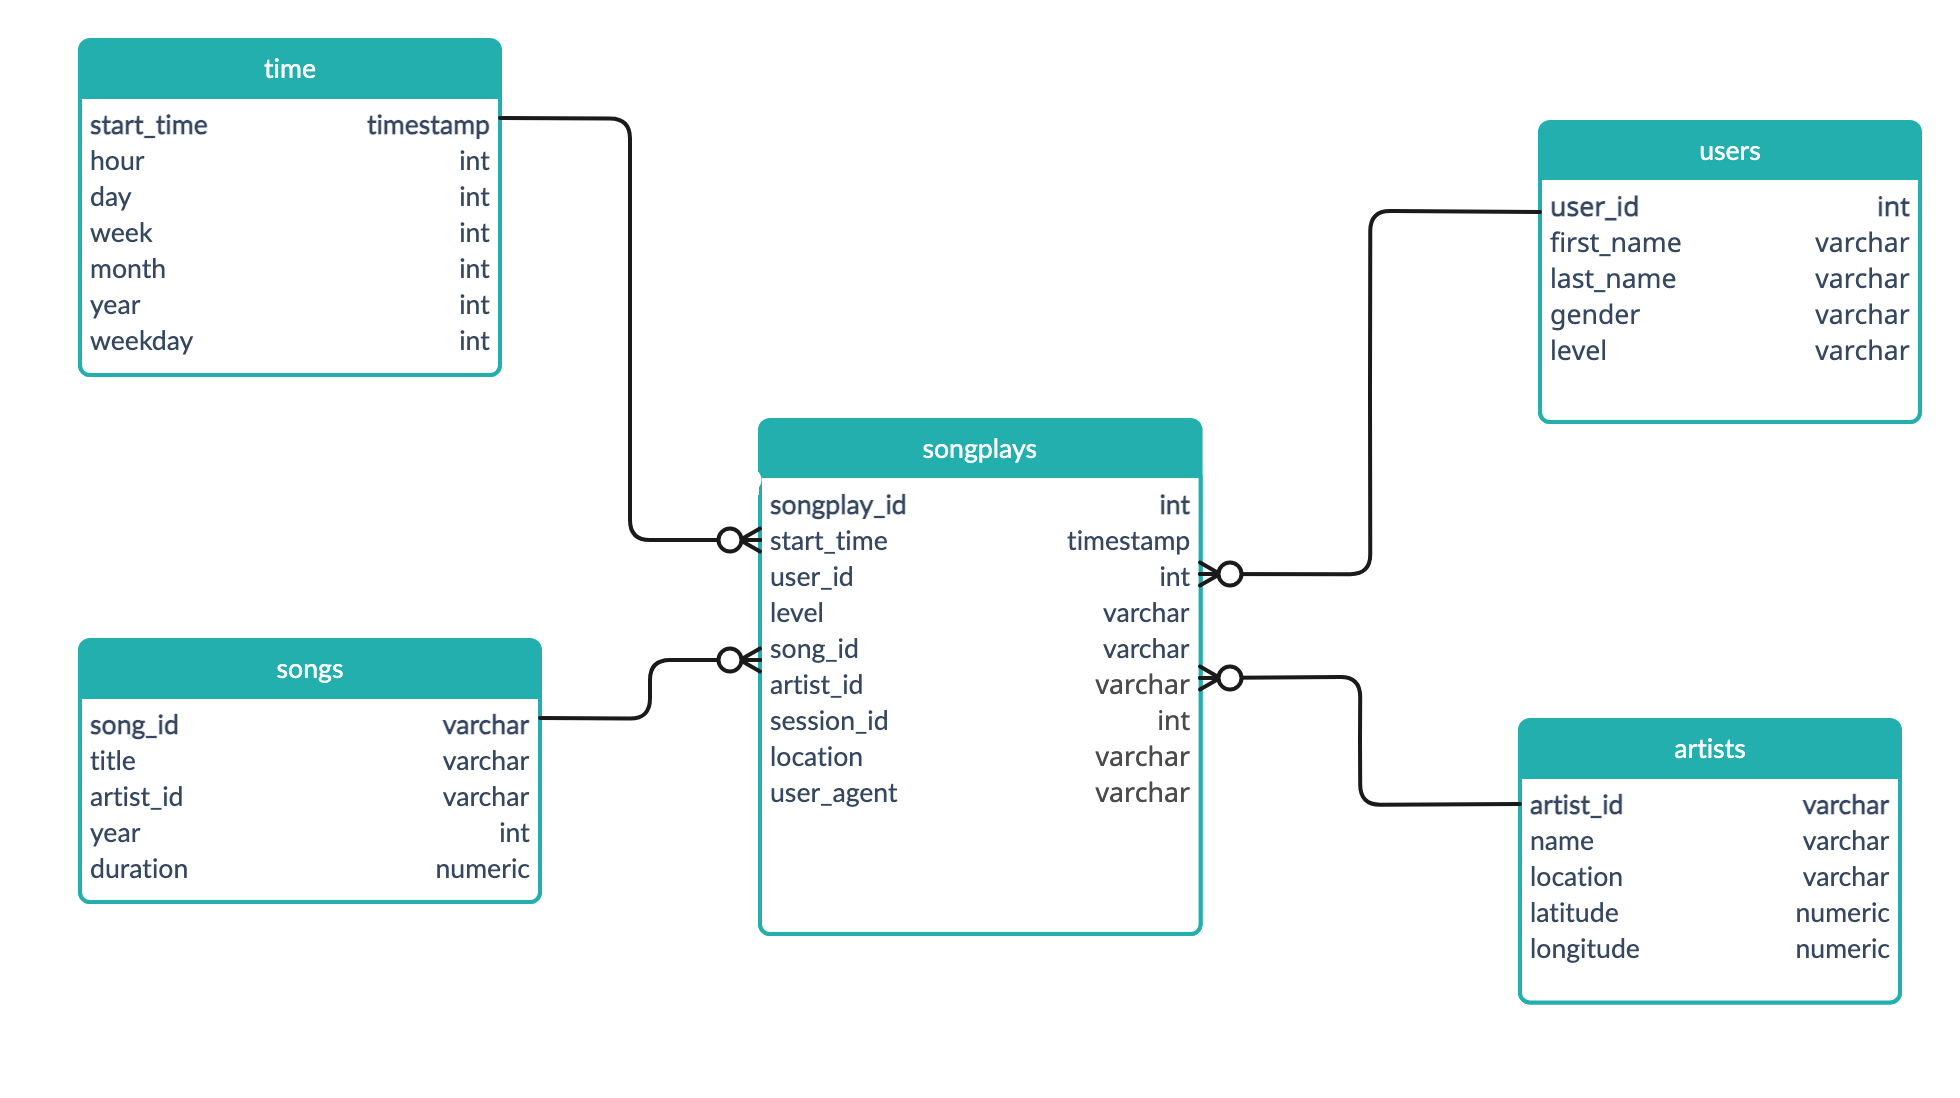 time
start_time timestamp
hour int
day int
week int
month int
year int
weekday int
users
user_id int
first_name varchar
last_name varchar
gender varchar
level varchar
songplays
songplay_id int
start_time timestamp
user_id int
level varchar
song_id varchar
artist_id varchar
session_id int
location varchar
user_agent varchar
songs
song_id varchar
title varchar
artist_id varchar
year int
duration numeric
artists
artist_id varchar
name varchar
location varchar
latitude numeric
longitude numeric